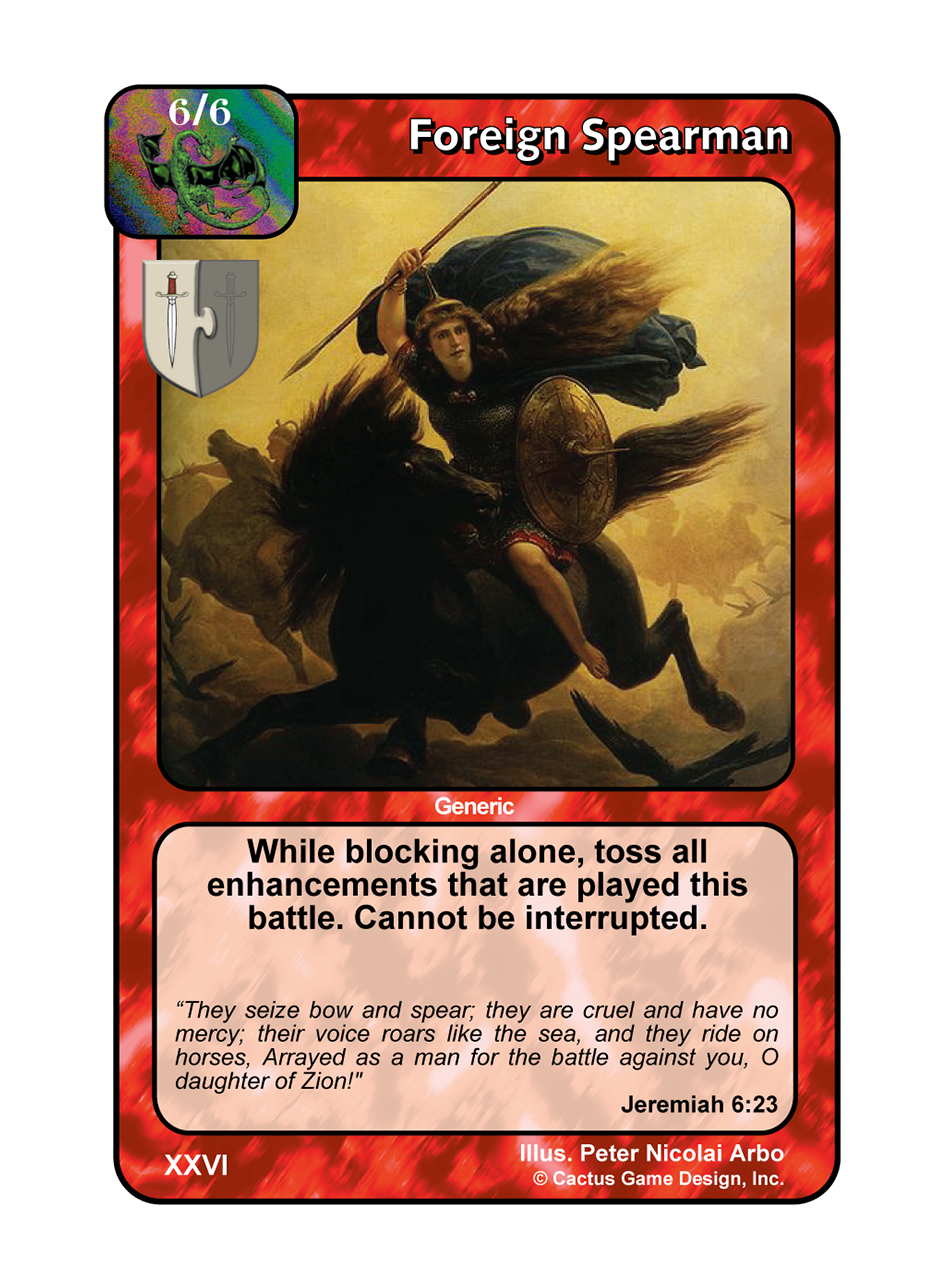 6/6
Foreign Spearman
Generic
While blocking alone, toss all
enhancements that are played this
battle. Cannot be interrupted.
“They seize bow and spear; they are cruel and have no
mercy; their voice roars like the sea, and they ride on
horses, Arrayed as a man for the battle against you, O
daughter of Zion!"
Jeremiah 6:23
XXVI
Illus. Peter Nicolai Arbo
© Cactus Game Design, Inc.